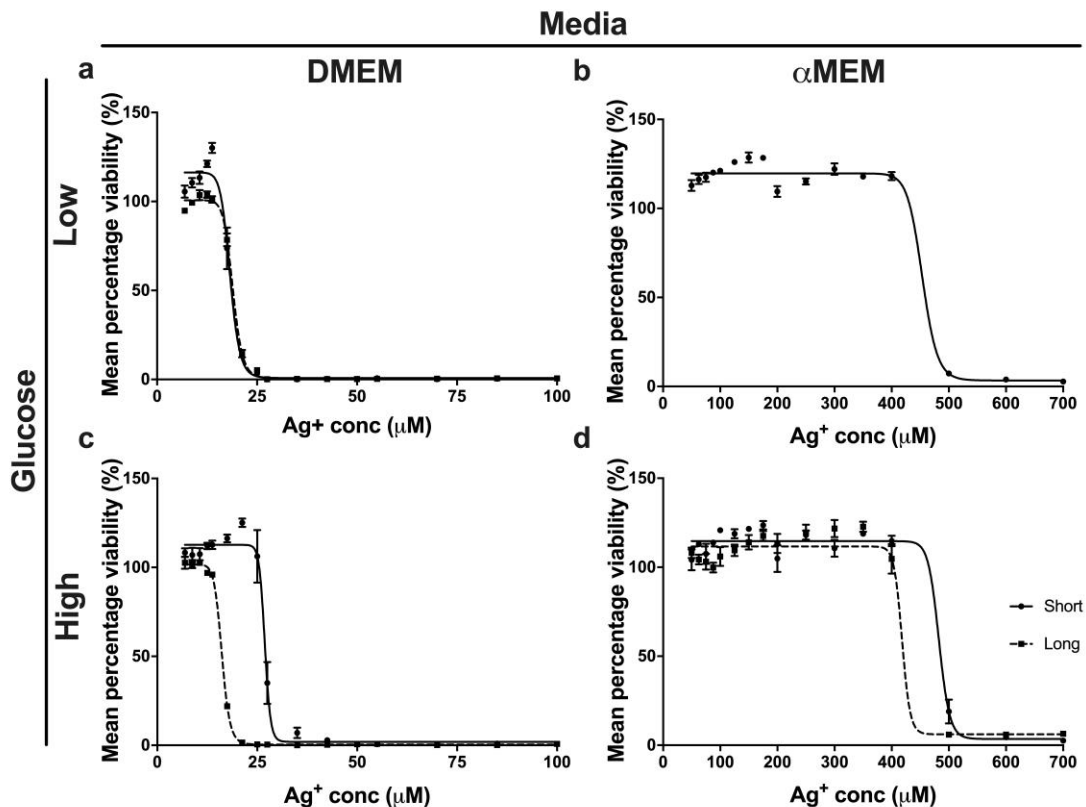 Media
a
DMEM
b
αMEM
Glucose
Low
Mean percentage viability (%)
150
100
50
0
0
25
50
75
100
Ag+ conc (μM)
Mean percentage viability (%)
150
100
50
0
0
100
200
300
400
500
600
700
Ag⁺ conc (μM)
High
c
Mean percentage viability (%)
150
100
50
0
0
25
50
75
100
Ag⁺ conc (μM)
d
Mean percentage viability (%)
150
100
50
0
0
100
200
300
400
500
600
700
Ag⁺ conc (μM)
Short
Long